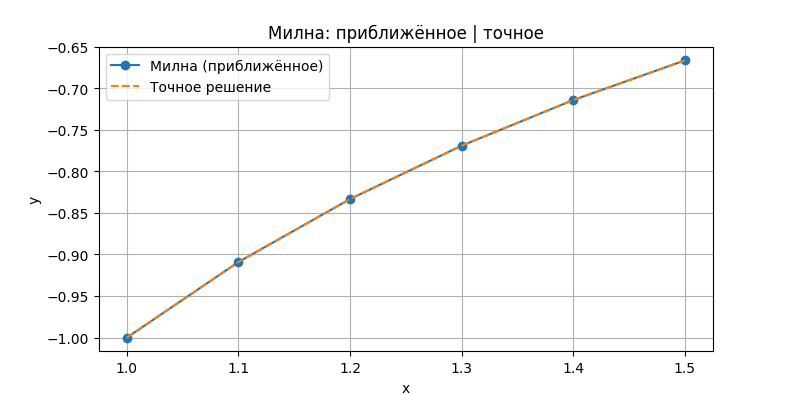 Милна: приближённое | точное
Милна (приближённое)
Точное решение
y
−0.65
−0.70
−0.75
−0.80
−0.85
−0.90
−0.95
−1.00
1.0 1.1 1.2 1.3 1.4 1.5
x